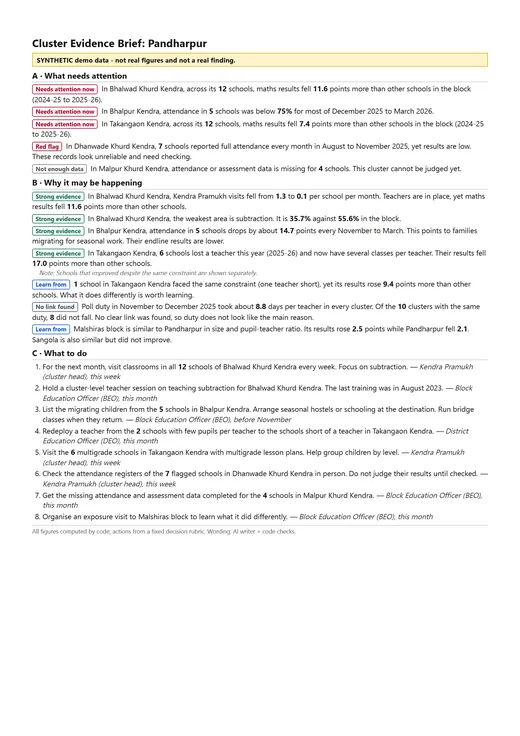 Cluster Evidence Brief: Pandharpur
SYNTHETIC demo data - not real figures and not a real finding.
A · What needs attention
Needs attention now In Bhalwad Khurd Kendra, across its 12 schools, maths results fell 11.6 points more than other schools in the block
(2024-25 to 2025-26).
Needs attention now In Bhalpur Kendra, attendance in 5 schools was below 75% for most of December 2025 to March 2026.
Needs attention now In Takangaon Kendra, across its 12 schools, maths results fell 7.4 points more than other schools in the block (2024-25
to 2025-26).
Red flag In Dhanwade Khurd Kendra, 7 schools reported full attendance every month in August to November 2025, yet results are low.
These records look unreliable and need checking.
Not enough data In Malpur Khurd Kendra, attendance or assessment data is missing for 4 schools. This cluster cannot be judged yet.
B · Why it may be happening
Strong evidence In Bhalwad Khurd Kendra, Kendra Pramukh visits fell from 1.3 to 0.1 per school per month. Teachers are in place, yet maths
results fell 11.6 points more than other schools.
Strong evidence In Bhalwad Khurd Kendra, the weakest area is subtraction. It is 35.7% against 55.6% in the block.
Strong evidence In Bhalpur Kendra, attendance in 5 schools drops by about 14.7 points every November to March. This points to families
migrating for seasonal work. Their endline results are lower.
Strong evidence In Takangaon Kendra, 6 schools lost a teacher this year (2025-26) and now have several classes per teacher. Their results fell
17.0 points more than other schools.
Note: Schools that improved despite the same constraint are shown separately.
Learn from 1 school in Takangaon Kendra faced the same constraint (one teacher short), yet its results rose 9.4 points more than other
schools. What it does differently is worth learning.
No link found Poll duty in November to December 2025 took about 8.8 days per teacher in every cluster. Of the 10 clusters with the same
duty, 8 did not fall. No clear link was found, so duty does not look like the main reason.
Learn from Malshiras block is similar to Pandharpur in size and pupil-teacher ratio. Its results rose 2.5 points while Pandharpur fell 2.1.
Sangola is also similar but did not improve.
C · What to do
1. For the next month, visit classrooms in all 12 schools of Bhalwad Khurd Kendra every week. Focus on subtraction. — Kendra Pramukh
(cluster head), this week
2. Hold a cluster-level teacher session on teaching subtraction for Bhalwad Khurd Kendra. The last training was in August 2023. — Block
Education Officer (BEO), this month
3. List the migrating children from the 5 schools in Bhalpur Kendra. Arrange seasonal hostels or schooling at the destination. Run bridge
classes when they return. — Block Education Officer (BEO), before November
4. Redeploy a teacher from the 2 schools with few pupils per teacher to the schools short of a teacher in Takangaon Kendra. — District
Education Officer (DEO), this month
5. Visit the 6 multigrade schools in Takangaon Kendra with multigrade lesson plans. Help group children by level. — Kendra Pramukh
(cluster head), this week
6. Check the attendance registers of the 7 flagged schools in Dhanwade Khurd Kendra in person. Do not judge their results until checked. —
Kendra Pramukh (cluster head), this week
7. Get the missing attendance and assessment data completed for the 4 schools in Malpur Khurd Kendra. — Block Education Officer (BEO),
this month
8. Organise an exposure visit to Malshiras block to learn what it did differently. — Block Education Officer (BEO), this month
All figures computed by code; actions from a fixed decision rubric. Wording: AI writer + code checks.